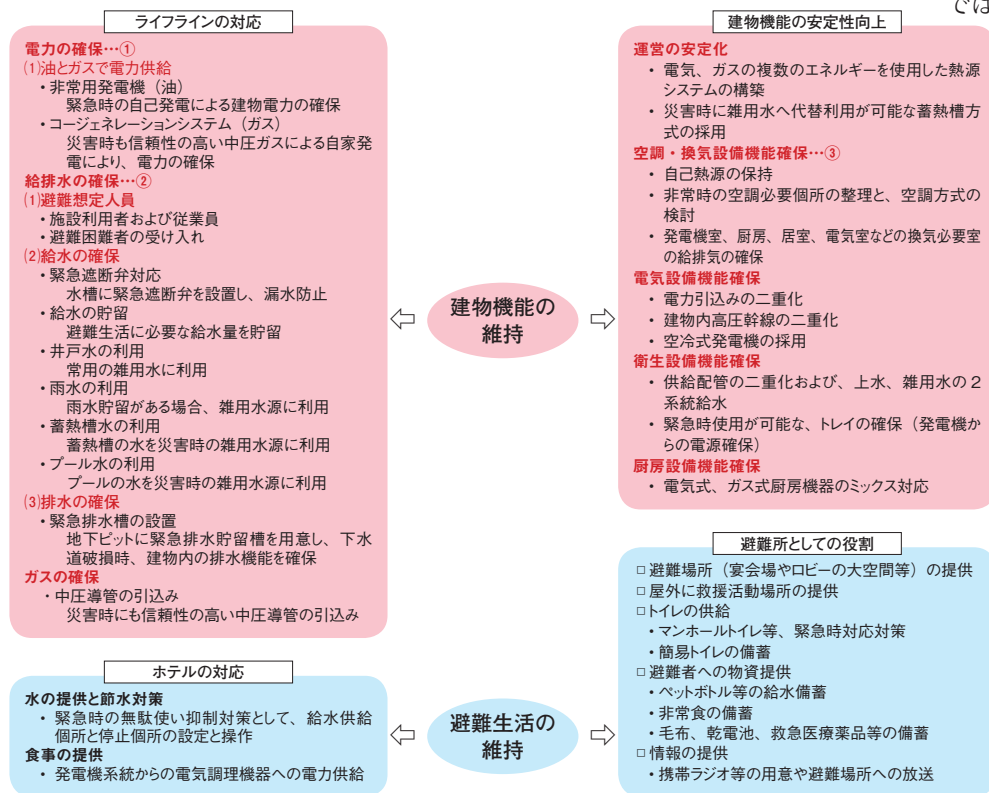 では
ライフラインの対応
電力の確保…①
⑴油とガスで電力供給
・非常用発電機（油）
緊急時の自己発電による建物電力の確保
・コージェネレーションシステム（ガス）
災害時も信頼性の高い中圧ガスによる自家発
電により、電力の確保
給排水の確保…②
⑴避難想定人員
・施設利用者および従業員
・避難困難者の受け入れ
⑵給水の確保
・緊急遮断弁対応
水槽に緊急遮断弁を設置し、漏水防止
・給水の貯留
避難生活に必要な給水量を貯留
・井戸水の利用
常用の雑用水に利用
・雨水の利用
雨水貯留がある場合、雑用水源に利用
・蓄熱槽水の利用
蓄熱槽の水を災害時の雑用水源に利用
・プール水の利用
プールの水を災害時の雑用水源に利用
⑶排水の確保
・緊急排水槽の設置
地下ピットに緊急排水貯留槽を用意し、下水
道破損時、建物内の排水機能を確保
ガスの確保
・中圧導管の引込み
災害時にも信頼性の高い中圧導管の引込み
建物機能の
維持
建物機能の安定性向上
運営の安定化
・電気、ガスの複数のエネルギーを使用した熱源
システムの構築
・災害時に雑用水へ代替利用が可能な蓄熱槽方
式の採用
空調・換気設備機能確保…③
・自己熱源の保持
・非常時の空調必要個所の整理と、空調方式の
検討
・発電機室、厨房、居室、電気室などの換気必要室
の給排気の確保
電気設備機能確保
・電力引込みの二重化
・建物内高圧幹線の二重化
・空冷式発電機の採用
衛生設備機能確保
・供給配管の二重化および、上水、雑用水の２
系統給水
・緊急時使用が可能な、トレイの確保（発電機か
らの電源確保）
厨房設備機能確保
・電気式、ガス式厨房機器のミックス対応
ホテルの対応
水の提供と節水対策
・緊急時の無駄使い抑制対策として、給水供給
個所と停止個所の設定と操作
食事の提供
・発電機系統からの電気調理機器への電力供給
避難生活の
維持
避難所としての役割
□避難場所（宴会場やロビーの大空間等）の提供
□屋外に救援活動場所の提供
□トイレの供給
・マンホールトイレ等、緊急時対応対策
・簡易トイレの備蓄
□避難者への物資提供
・ペットボトル等の給水備蓄
・非常食の備蓄
・毛布、乾電池、救急医療薬品等の備蓄
□情報の提供
・携帯ラジオ等の用意や避難場所への放送